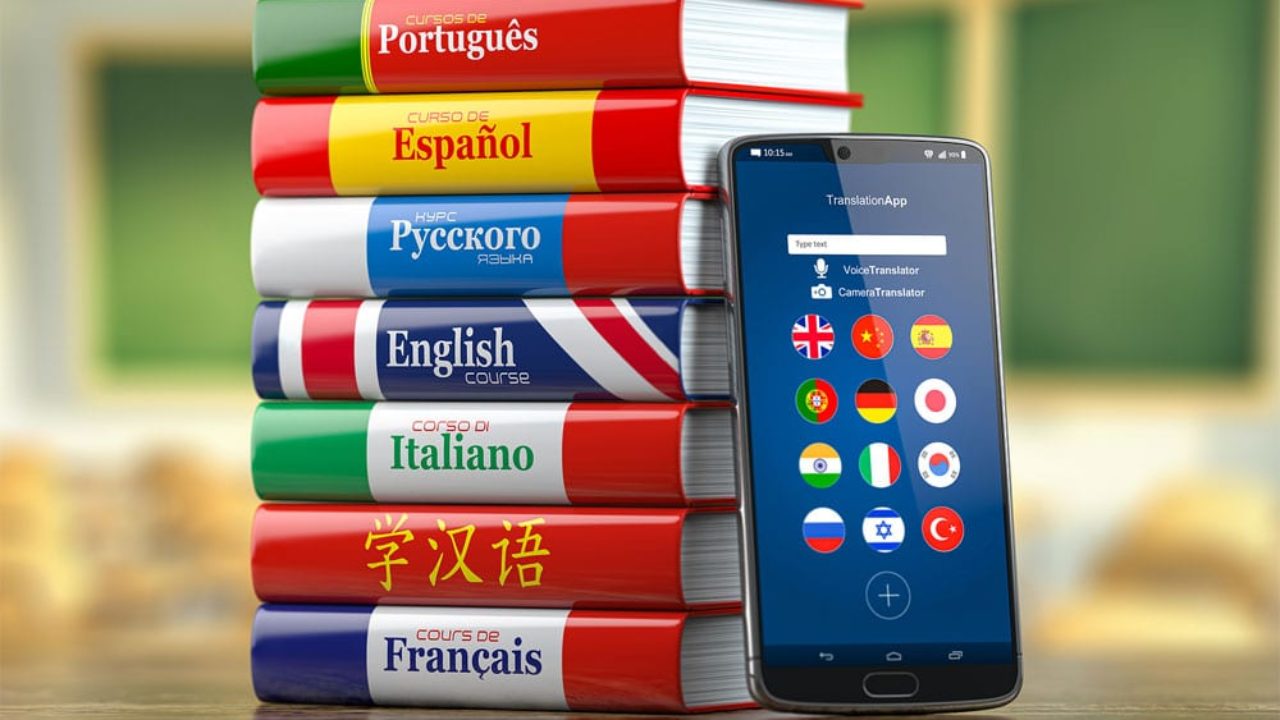 CURSOS DE
Português
CURSO DE
Español
КУРС
Русского
ЯЗЫКА
English
course
CORSO DI
Italiano
学汉语
COURS DE
Français
10:15 AM
TranslationApp
Type text
VoiceTranslator
CameraTranslator